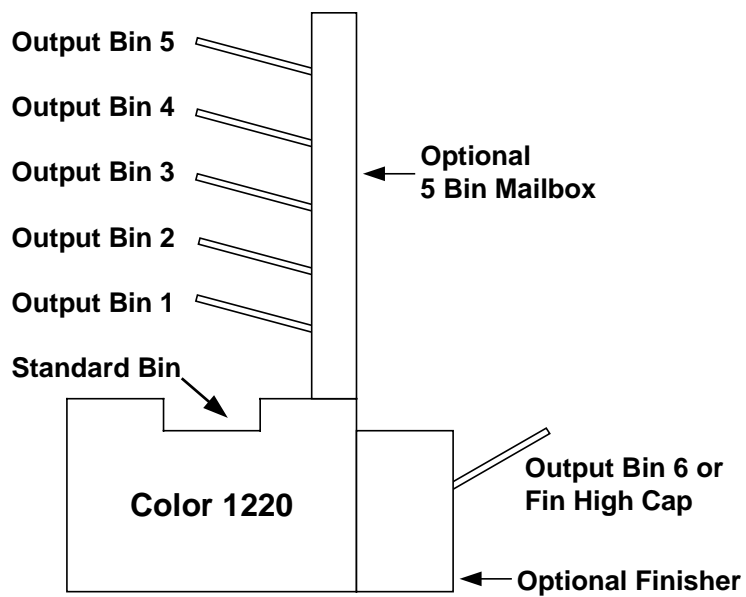 Output Bin 5
Output Bin 4
Output Bin 3
Output Bin 2
Output Bin 1
Standard Bin
Optional
5 Bin Mailbox
Color 1220
Output Bin 6 or
Fin High Cap
Optional Finisher